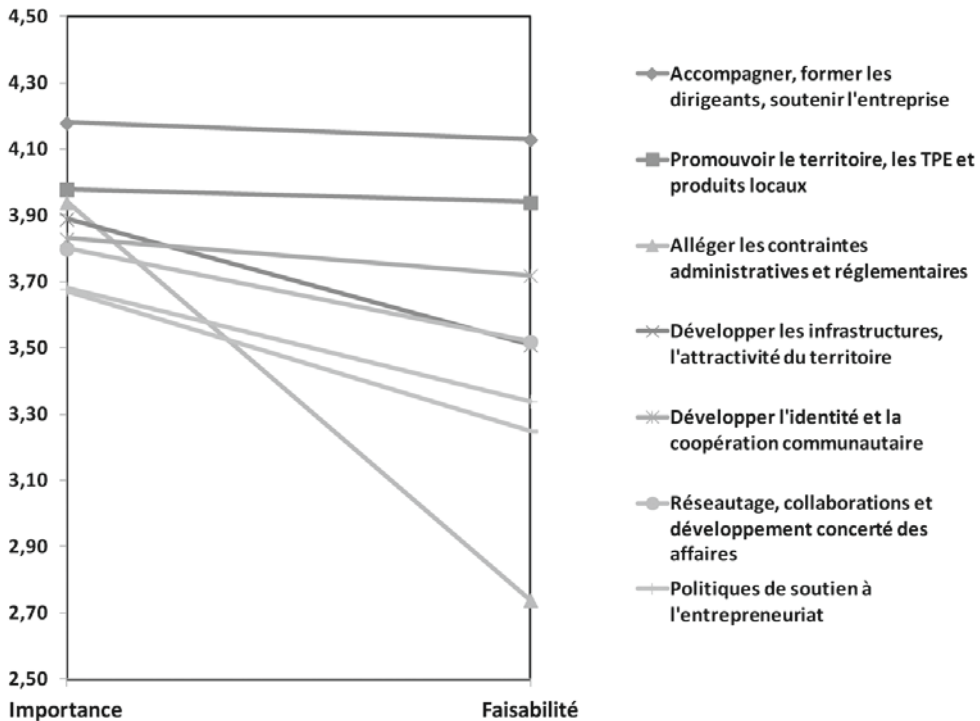 4,50
4,30
4,10
3,90
3,70
3,50
3,30
3,10
2,90
2,70
2,50
Importance
Faisabilité
Accompagner, former les
dirigeants, soutenir l'entreprise
Promouvoir le territoire, les TPE et
produits locaux
Alléger les contraintes
administratives et réglementaires
Développer les infrastructures,
l'attractivité du territoire
Développer l'identité et la
coopération communautaire
Réseautage, collaborations et
développement concerté des
affaires
Politiques de soutien à
l'entrepreneuriat